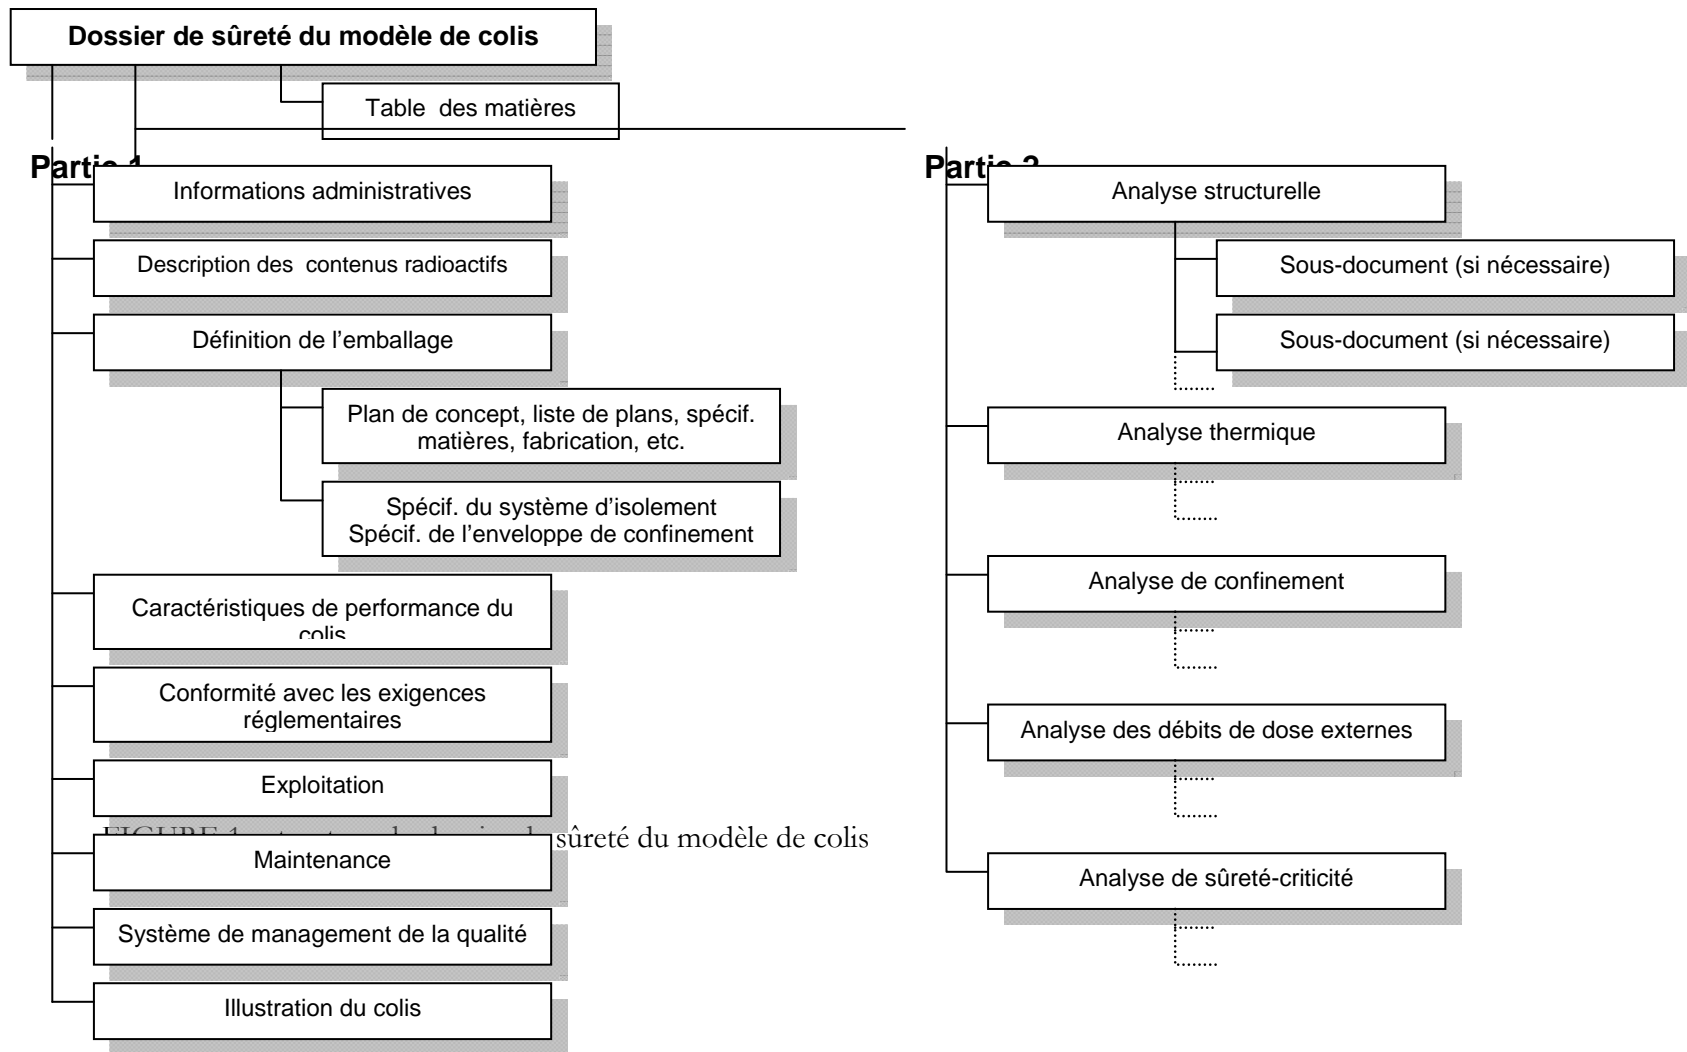 Dossier de sûreté du modèle de colis
Table des matières
Partie 1
Informations administratives
Description des contenus radioactifs
Définition de l'emballage
Plan de concept, liste de plans, spécif.
matières, fabrication, etc.
Spécif. du système d'isolement
Spécif. de l'enveloppe de confinement
Caractéristiques de performance du
colis
Conformité avec les exigences
réglementaires
Exploitation
FIGURE 1 sûreté du modèle de colis
Maintenance
Système de management de la qualité
Illustration du colis
Partie 2
Analyse structurelle
Sous-document (si nécessaire)
Sous-document (si nécessaire)
Analyse thermique
Analyse de confinement
Analyse des débits de dose externes
Analyse de sûreté-criticité